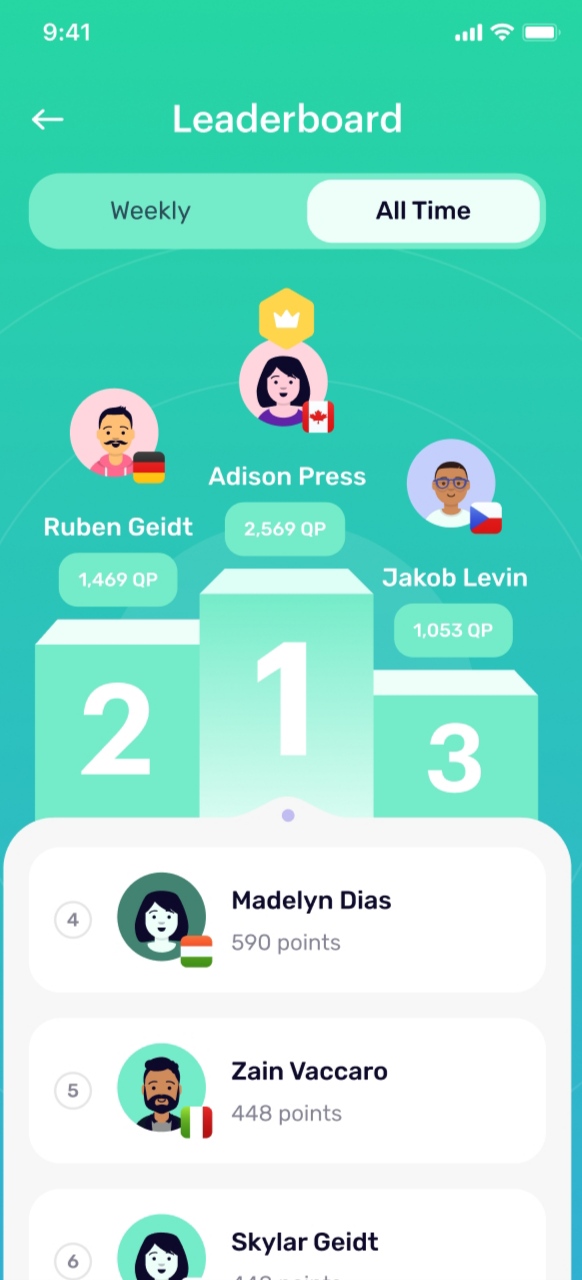 9:41
Leaderboard
Weekly
All Time
Adison Press
2,569 QP
Ruben Geidt
1,469 QP
Jakob Levin
1,053 QP
1
2
3
4
Madelyn Dias
590 points
5
Zain Vaccaro
448 points
6
Skylar Geidt